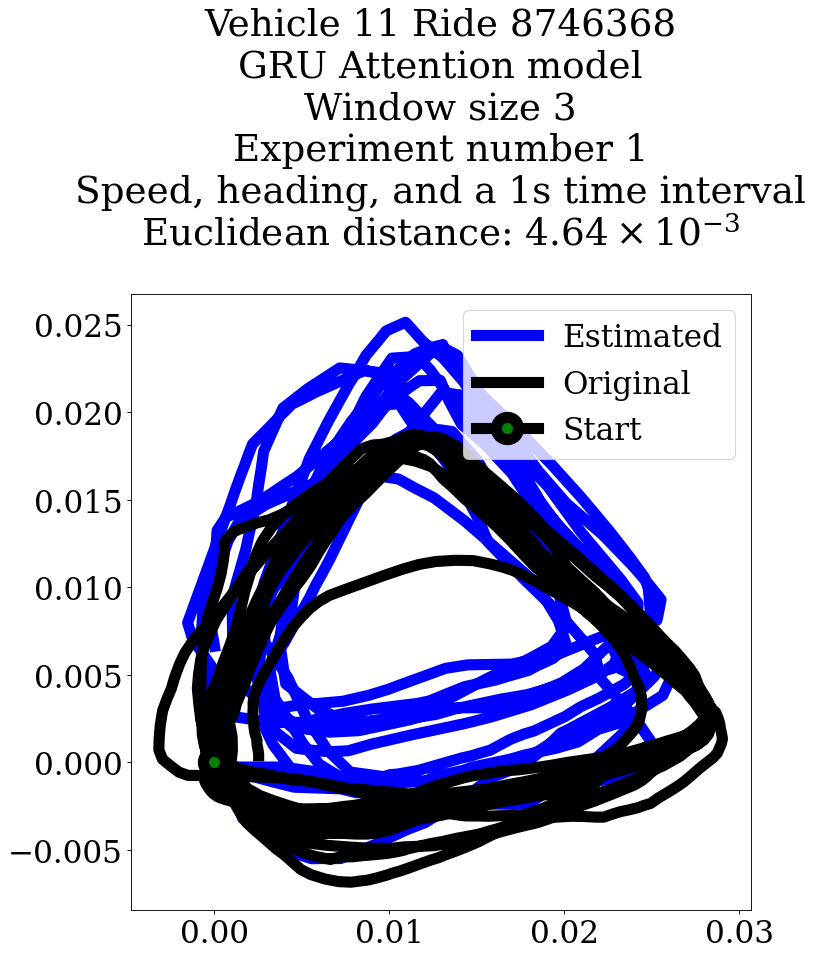 Vehicle 11 Ride 8746368
GRU Attention model
Window size 3
Experiment number 1
Speed, heading, and a 1s time interval
Euclidean distance: 4.64 × 10⁻³
Estimated
Original
Start
0.025
0.020
0.015
0.010
0.005
0.000
−0.005
0.00 0.01 0.02 0.03